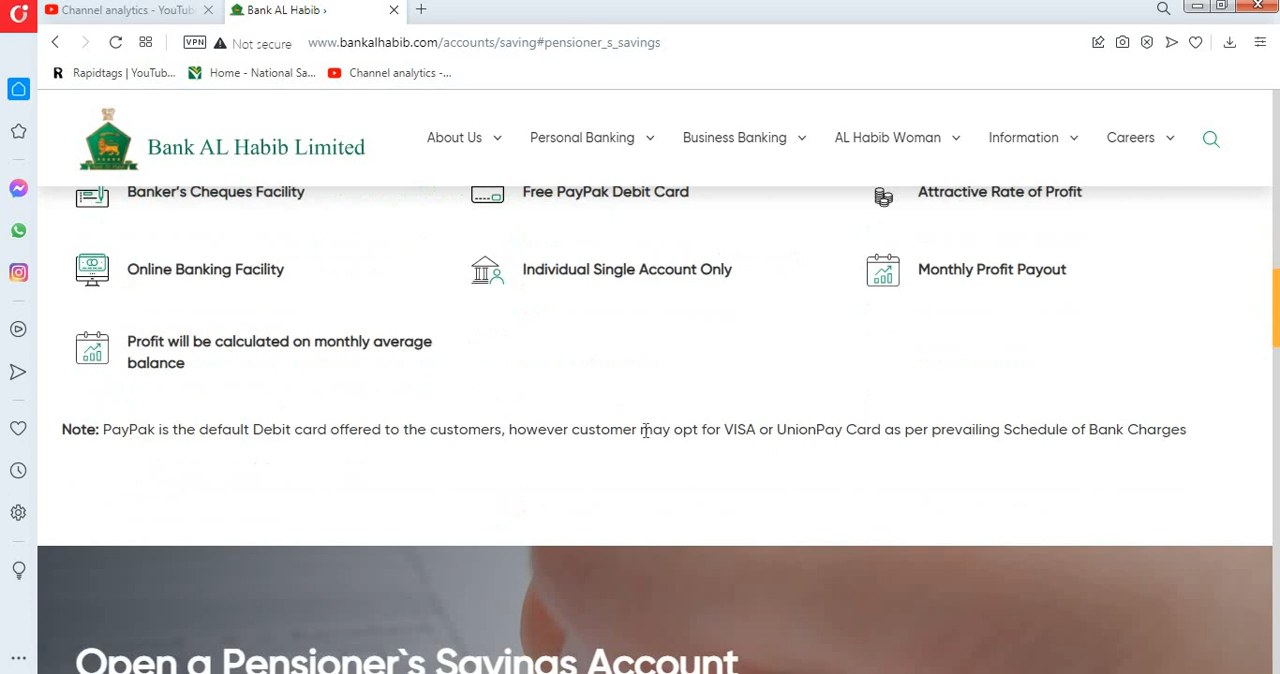 Channel analytics - YouTub
Bank AL Habib ›
VPN
Not secure
www.bankalhabib.com/accounts/saving#pensioner_s_savings
R Rapidtags | YouTub...
Home - National Sa...
Channel analytics -...
Bank AL Habib Limited
About Us
Personal Banking
Business Banking
AL Habib Woman
Information
Careers
Banker's Cheques Facility
Free PayPak Debit Card
Attractive Rate of Profit
Online Banking Facility
Individual Single Account Only
Monthly Profit Payout
Profit will be calculated on monthly average
balance
Note: PayPak is the default Debit card offered to the customers, however customer may opt for VISA or UnionPay Card as per prevailing Schedule of Bank Charges
Open a Pensioner`s Savings Account